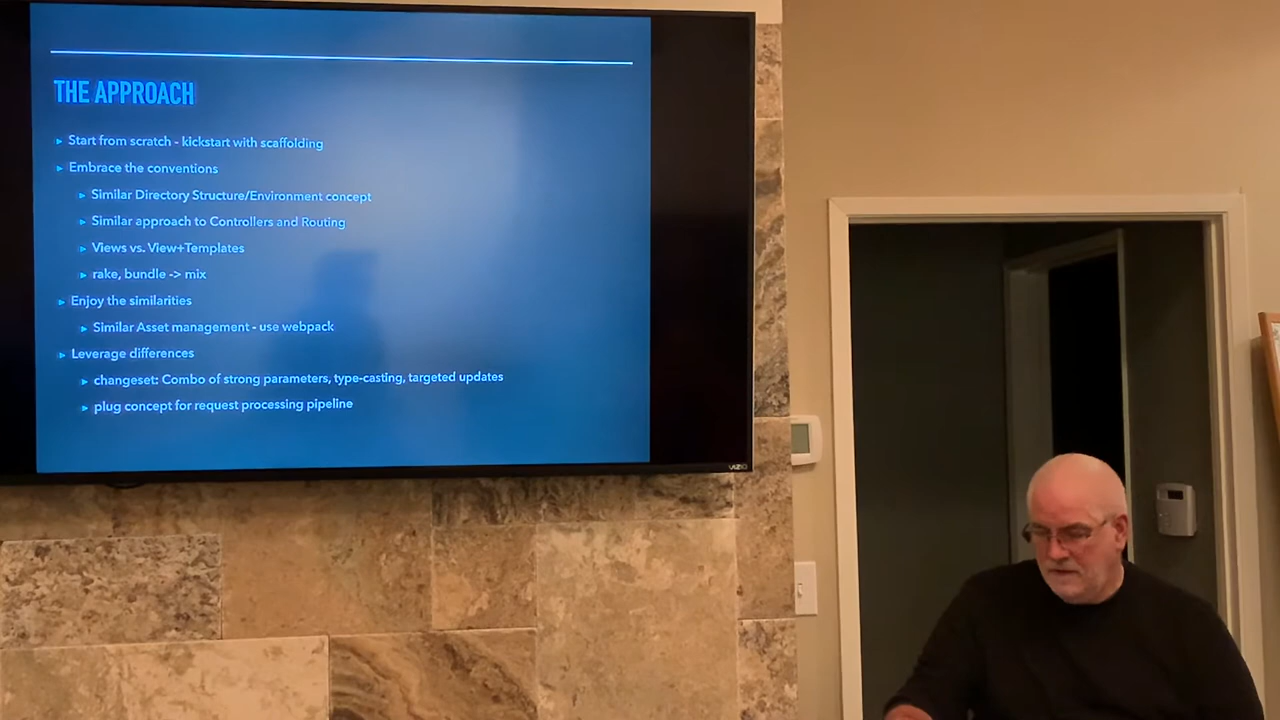 THE APPROACH
▸ Start from scratch - kickstart with scaffolding
▸ Embrace the conventions
▸ Similar Directory Structure/Environment concept
▸ Similar approach to Controllers and Routing
▸ Views vs. View+Templates
▸ rake, bundle -> mix
▸ Enjoy the similarities
▸ Similar Asset management - use webpack
▸ Leverage differences
▸ changeset: Combo of strong parameters, type-casting, targeted updates
▸ plug concept for request processing pipeline
VIZIO